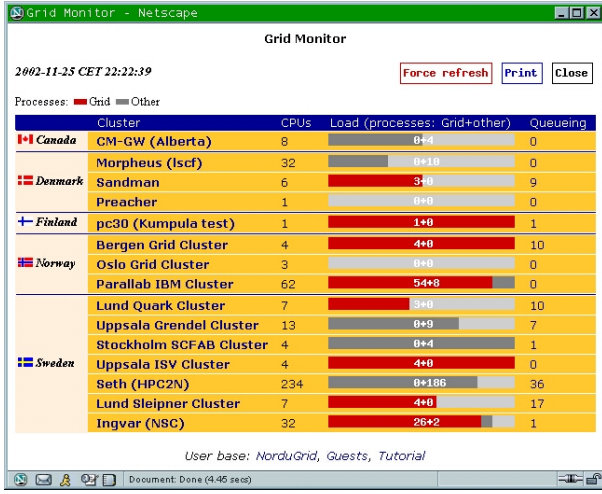 Grid Monitor - Netscape
Grid Monitor
2002-11-25 CET 22:22:39
Force refresh Print Close
Processes: Grid Other
Cluster CPUs Load (processes: Grid+other) Queueing
Canada CM-GW (Alberta) 8 0+4 0
Morpheus (lscf) 32 0+10 0
Denmark Sandman 6 3+0 9
Preacher 1 0+0 0
Finland pc30 (Kumpula test) 1 1+0 1
Bergen Grid Cluster 4 4+0 10
Norway Oslo Grid Cluster 3 0+0 0
Parallab IBM Cluster 62 54+8 0
Lund Quark Cluster 7 3+0 10
Uppsala Grendel Cluster 13 0+9 7
Stockholm SCFAB Cluster 4 0+4 1
Sweden Uppsala ISV Cluster 4 4+0 0
Seth (HPC2N) 234 0+186 36
Lund Sleipner Cluster 7 4+0 17
Ingvar (NSC) 32 26+2 1
User base: NorduGrid, Guests, Tutorial
Document: Done (4.45 secs)